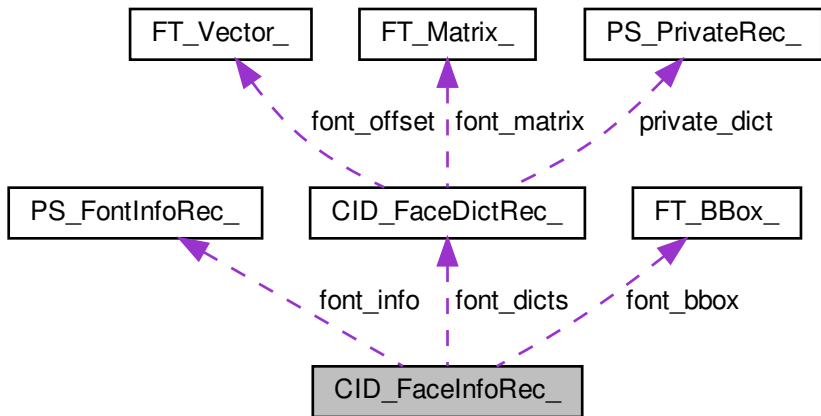 FT_Vector_
FT_Matrix_
PS_PrivateRec_
font_offset
font_matrix
private_dict
PS_FontInfoRec_
CID_FaceDictRec_
FT_BBox_
font_info
font_dicts
font_bbox
CID_FaceInfoRec_